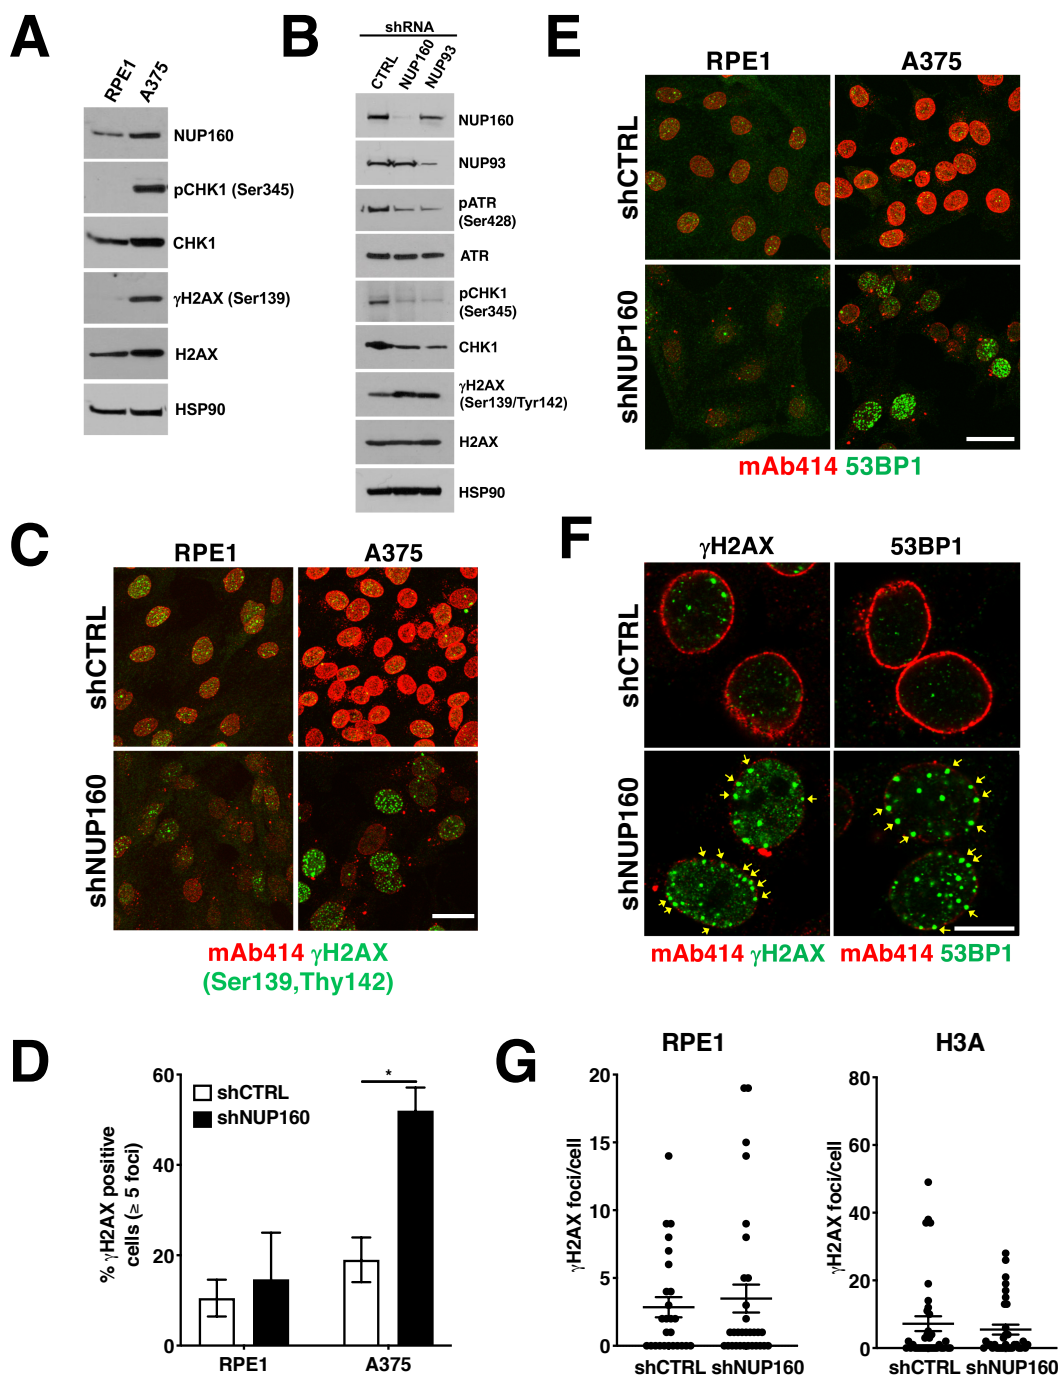 A
RPE1
A375
NUP160
pCHK1 (Ser345)
CHK1
γH2AX (Ser139)
H2AX
HSP90
B
shRNA
CTRL
NUP160
NUP93
NUP160
NUP93
pATR
(Ser428)
ATR
pCHK1
(Ser345)
CHK1
γH2AX
(Ser139/Tyr142)
H2AX
HSP90
E
RPE1
A375
shCTRL
shNUP160
mAb414 53BP1
C
RPE1
A375
shCTRL
shNUP160
mAb414 γH2AX
(Ser139,Thy142)
F
γH2AX
53BP1
shCTRL
shNUP160
mAb414 γH2AX
mAb414 53BP1
D
% γH2AX positive
cells (≥ 5 foci)
60
40
20
0
shCTRL
shNUP160
*
RPE1
A375
G
RPE1
γH2AX foci/cell
20
15
10
5
0
shCTRL shNUP160
H3A
γH2AX foci/cell
80
60
40
20
0
shCTRL shNUP160